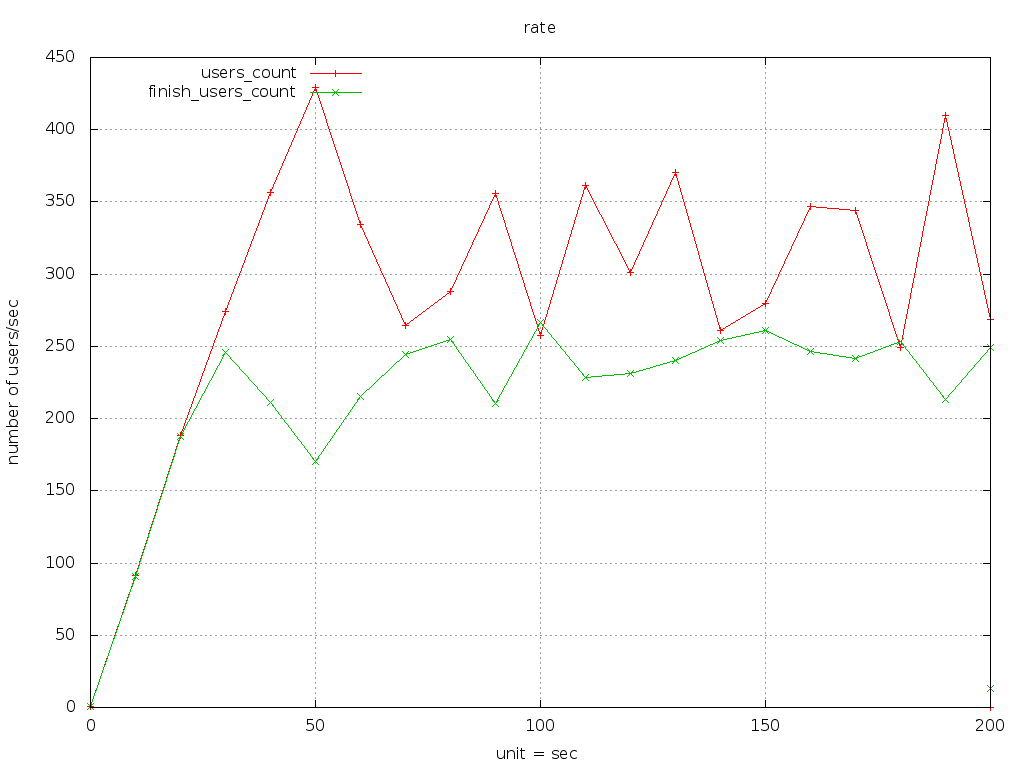 rate
450
users_count
finish_users_count
400
350
300
250
200
150
100
50
0
number of users/sec
0 50 100 150 200
unit = sec